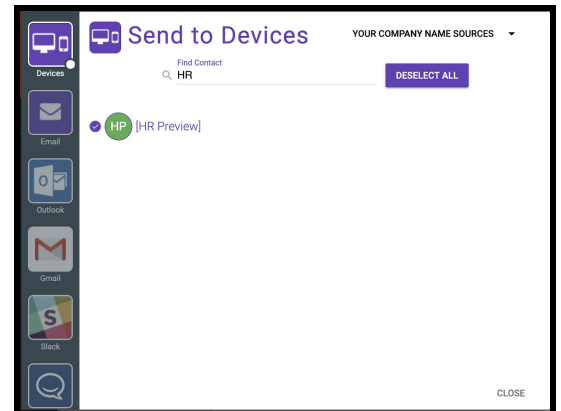 Send to Devices
YOUR COMPANY NAME SOURCES
Find Contact
HR
DESELECT ALL
HP [HR Preview]
Devices
Email
Outlook
Gmail
S
Slack
CLOSE